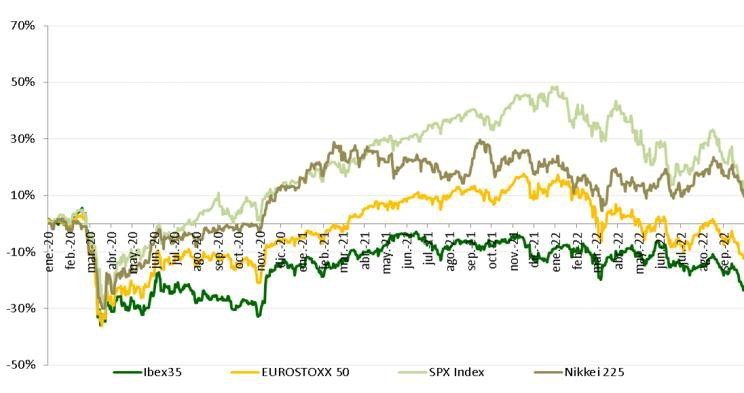 70%
50%
30%
10%
-10%
-30%
-50%
ene.-20
feb.-20
mar.-20
abr.-20
may.-20
jun.-20
jul.-20
ago.-20
sep.-20
oct.-20
nov.-20
dic.-20
ene.-21
feb.-21
mar.-21
abr.-21
may.-21
jun.-21
jul.-21
ago.-21
sep.-21
oct.-21
nov.-21
dic.-21
ene.-22
feb.-22
mar.-22
abr.-22
may.-22
jun.-22
jul.-22
ago.-22
sep.-22
Ibex35 EUROSTOXX 50 SPX Index Nikkei 225